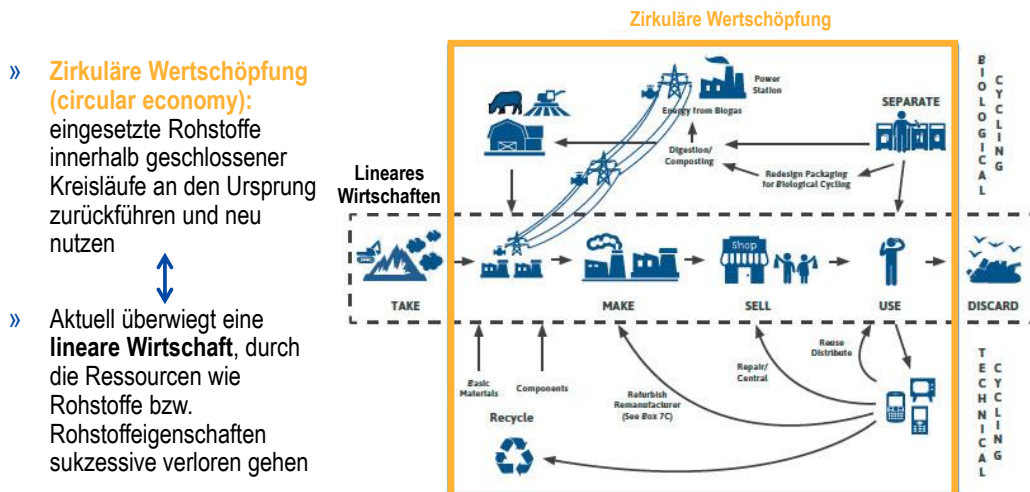 Zirkuläre Wertschöpfung
» Zirkuläre Wertschöpfung
(circular economy):
eingesetzte Rohstoffe
innerhalb geschlossener
Kreisläufe an den Ursprung
zurückführen und neu
nutzen
» Aktuell überwiegt eine
lineare Wirtschaft, durch
die Ressourcen wie
Rohstoffe bzw.
Rohstoffeigenschaften
sukzessive verloren gehen
Lineares
Wirtschaften
Power
Station
Energy from Biogas
SEPARATE
Digestion/
Composting
Redesign Packaging
for Biological Cycling
BIOLOGICAL
CYCLING
Shop
TAKE
MAKE
SELL
USE
DISCARD
Basic
Materials
Components
Recycle
Refurbish
Remanufacturer
(See Box 7C)
Repair/
Central
Reuse
Distribute
TECHNICAL
CYCLING